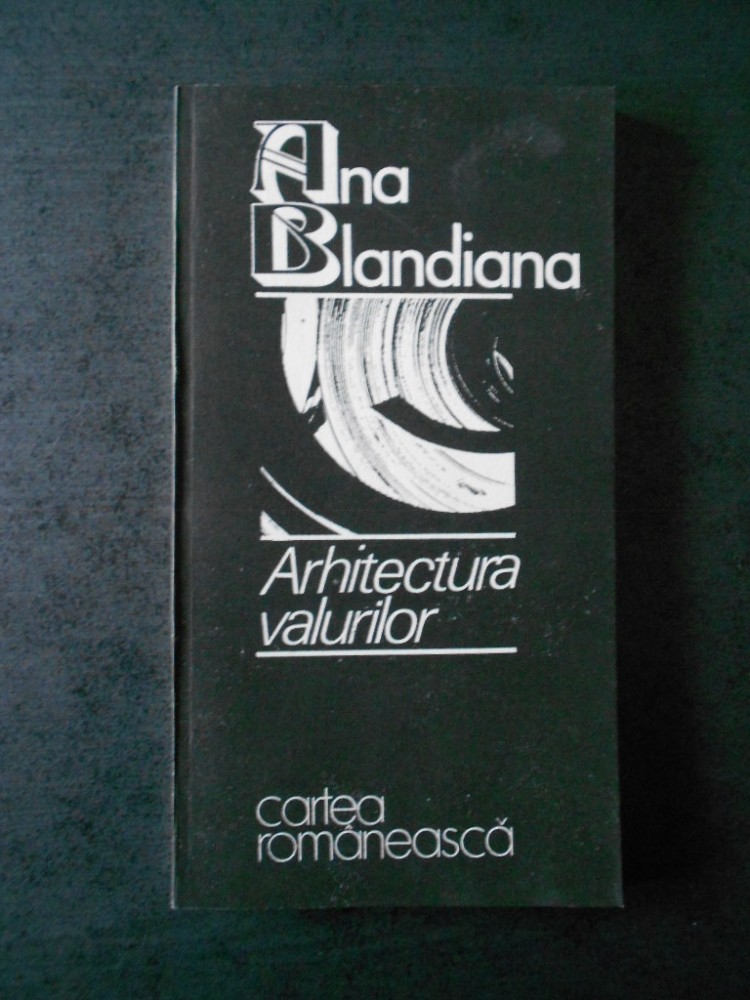 Ana
Blandiana
Arhitectura
valurilor
cartea
românească